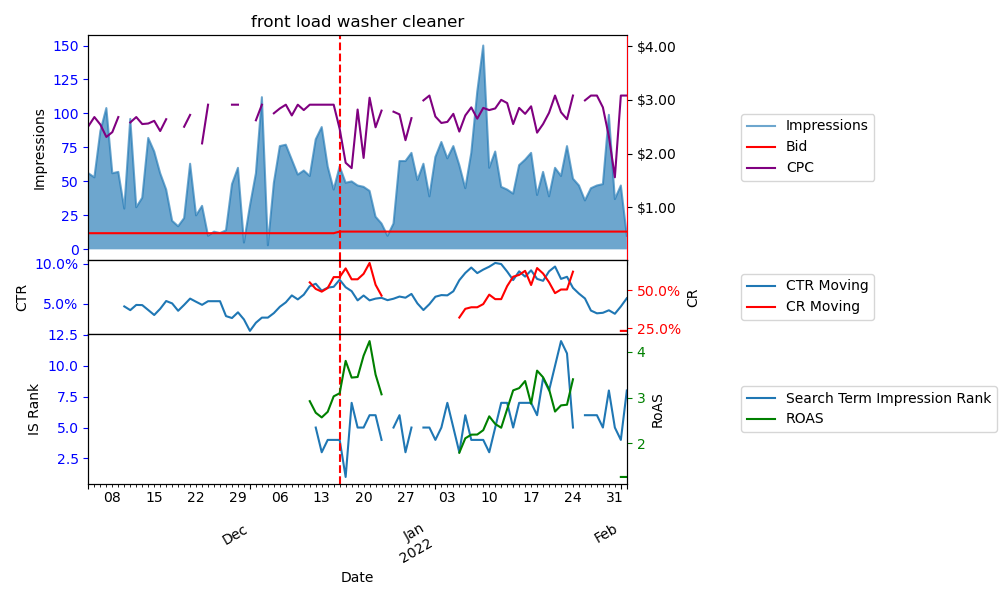 front load washer cleaner
150
125
100
75
50
25
0
Impressions
$4.00
$3.00
$2.00
$1.00
Impressions
Bid
CPC
10.0%
5.0%
CTR
50.0%
25.0%
CR
CTR Moving
CR Moving
12.5
10.0
7.5
5.0
2.5
IS Rank
4
3
2
RoAS
Search Term Impression Rank
ROAS
08 15 22 29 06 13 20 27 03 10 17 24 31
Dec Jan Feb
2022
Date